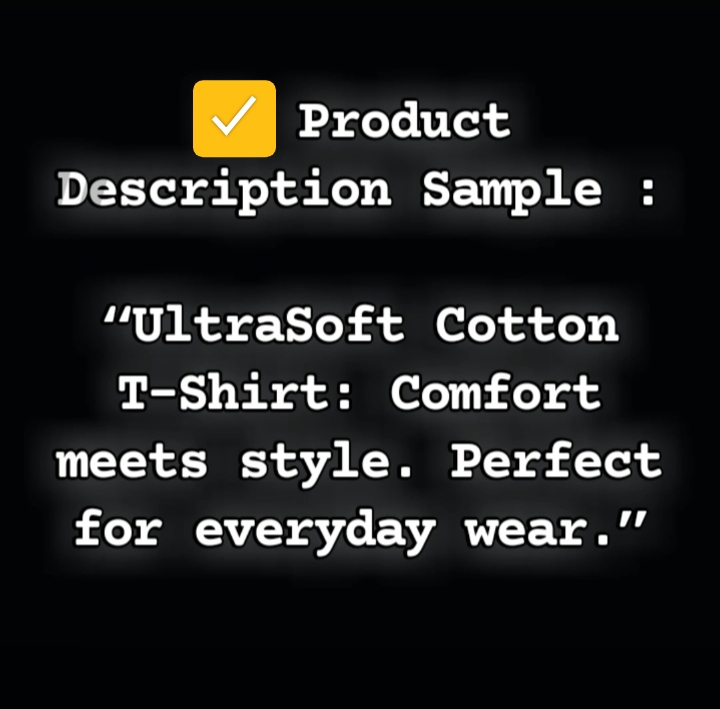 ✅ Product
Description Sample :
“UltraSoft Cotton
T-Shirt: Comfort
meets style. Perfect
for everyday wear.”